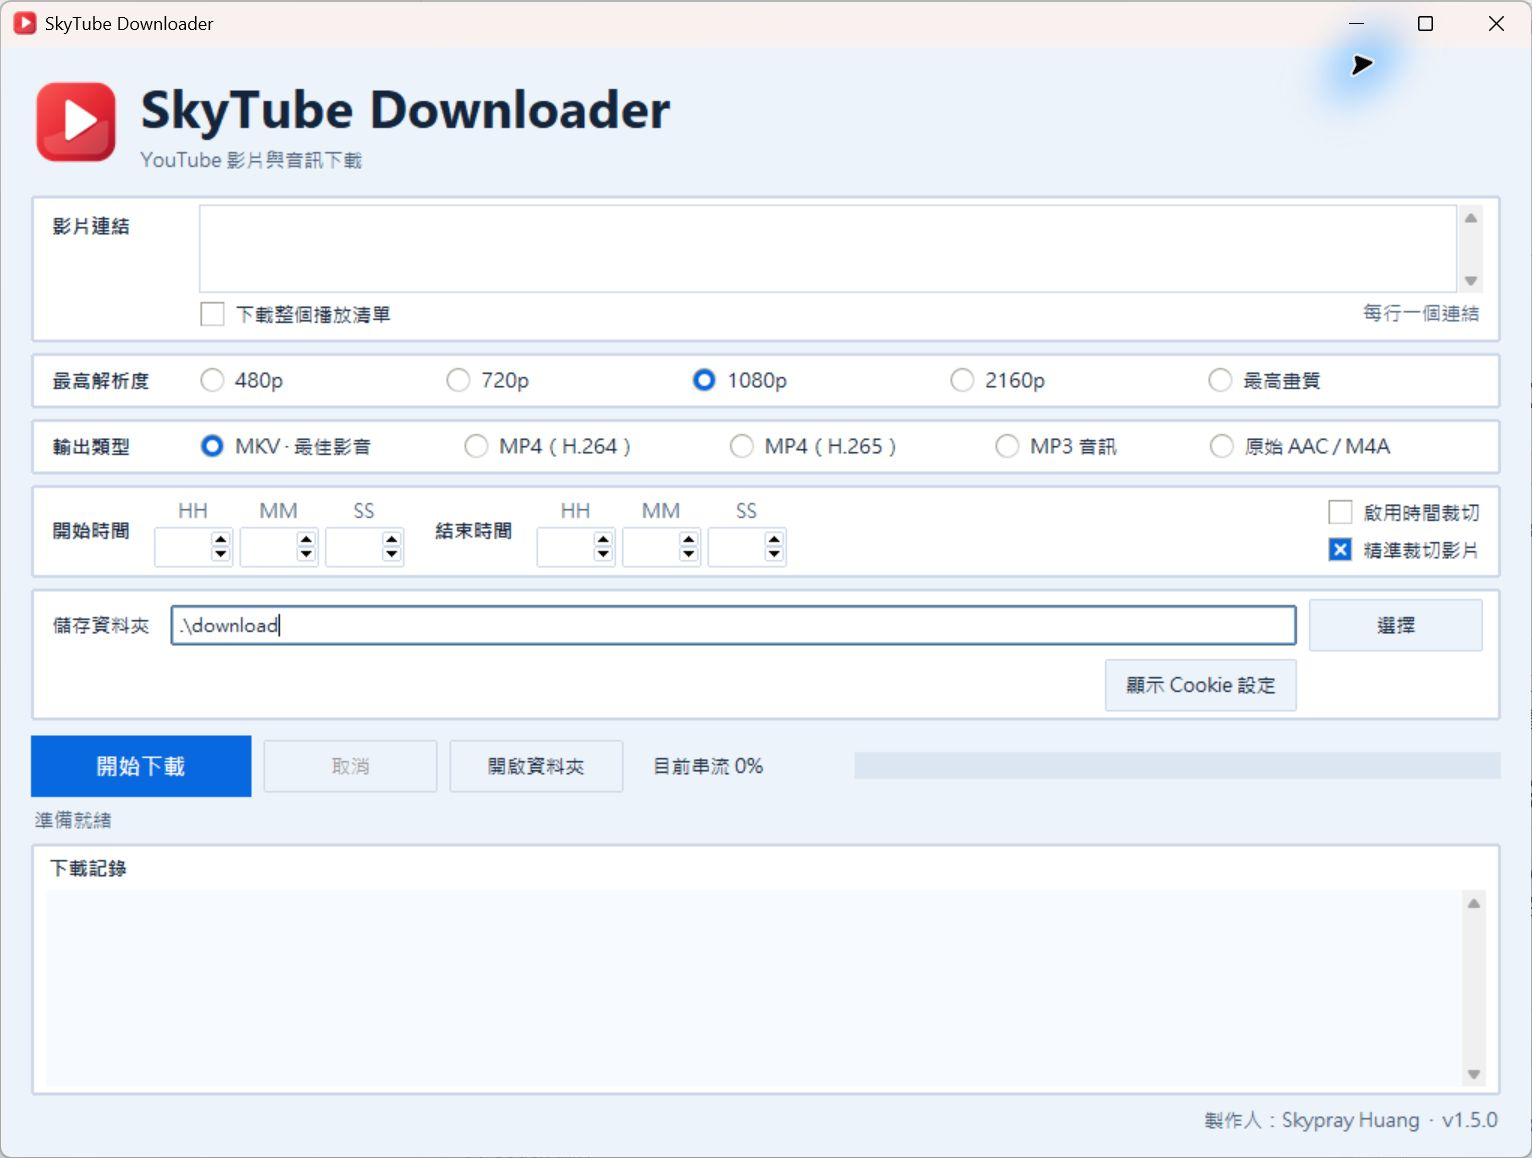 SkyTube Downloader
SkyTube Downloader
YouTube 影片與音訊下載
影片連結
下載整個播放清單 每行一個連結
最高解析度 480p 720p 1080p 2160p 最高畫質
輸出類型 MKV · 最佳影音 MP4（H.264） MP4（H.265） MP3 音訊 原始 AAC / M4A
HH MM SS HH MM SS 啟用時間裁切
開始時間 結束時間
精準裁切影片
儲存資料夾 .\download 選擇
顯示 Cookie 設定
開始下載 取消 開啟資料夾 目前串流 0%
準備就緒
下載記錄
製作人：Skypray Huang · v1.5.0